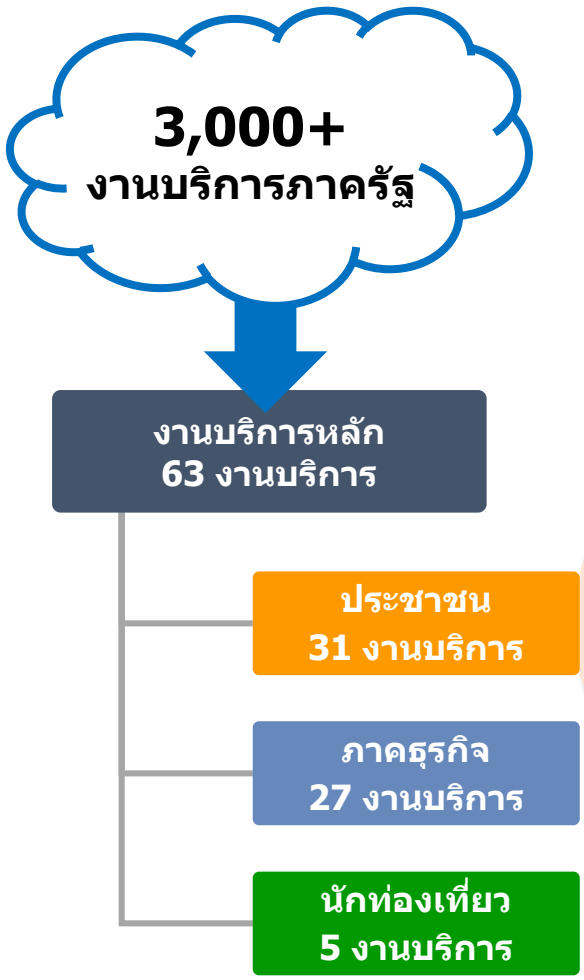 3,000+
งานบริการภาครัฐ
งานบริการหลัก
63 งานบริการ
ประชาชน
31 งานบริการ
ภาคธุรกิจ
27 งานบริการ
นักท่องเที่ยว
5 งานบริการ